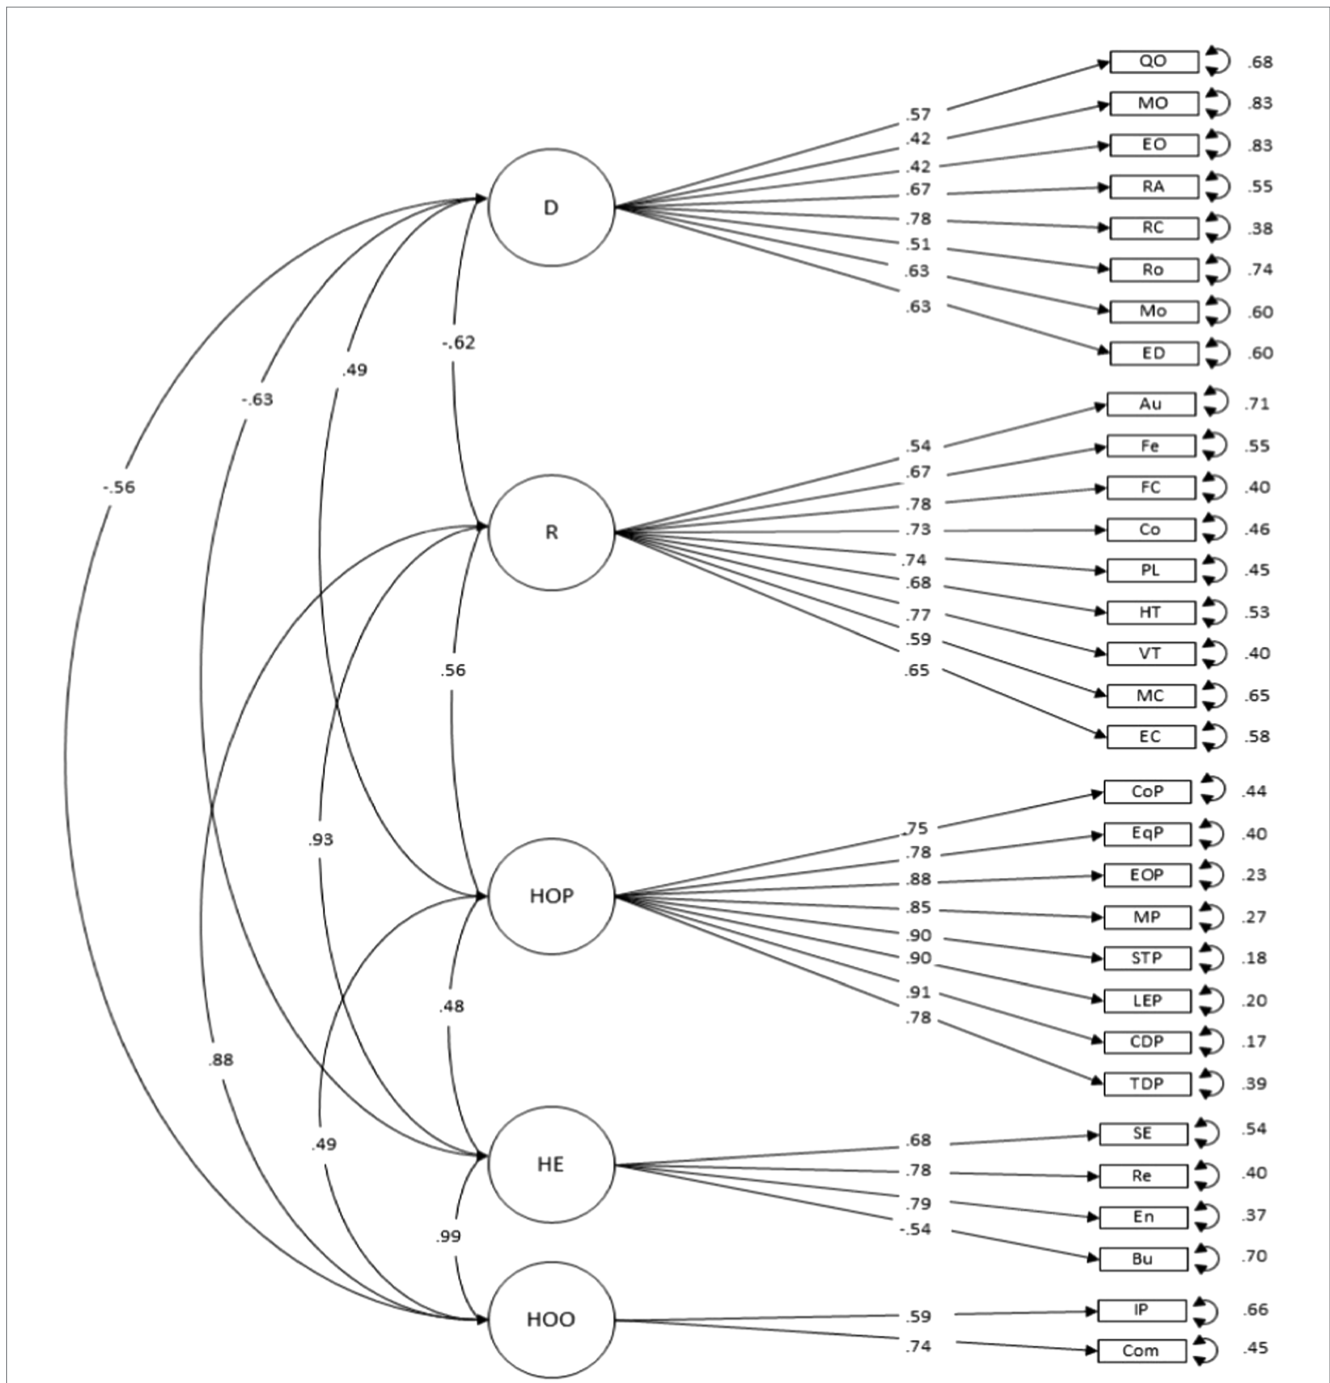 QO .68
.57
MO .83
.42
EO .83
.42
RA .55
.67
D
.78
RC .38
.51
Ro .74
.63
Mo .60
.63
-.62
ED .60
.49
-.63
Au .71
.54
Fe .55
.67
-.56
FC .40
.78
R
.73
Co .46
.74
PL .45
.68
HT .53
.77
.59
VT .40
.56
.65
MC .65
EC .58
CoP .44
.75
EqP .40
.93
.78
EOP .23
.88
HOP
.85
MP .27
.90
STP .18
.90
LEP .20
.91
.48
.78
CDP .17
.88
TDP .39
SE .54
.49
.68
HE
.78
Re .40
.79
En .37
-.54
.99
Bu .70
IP .66
HOO
.59
.74
Com .45